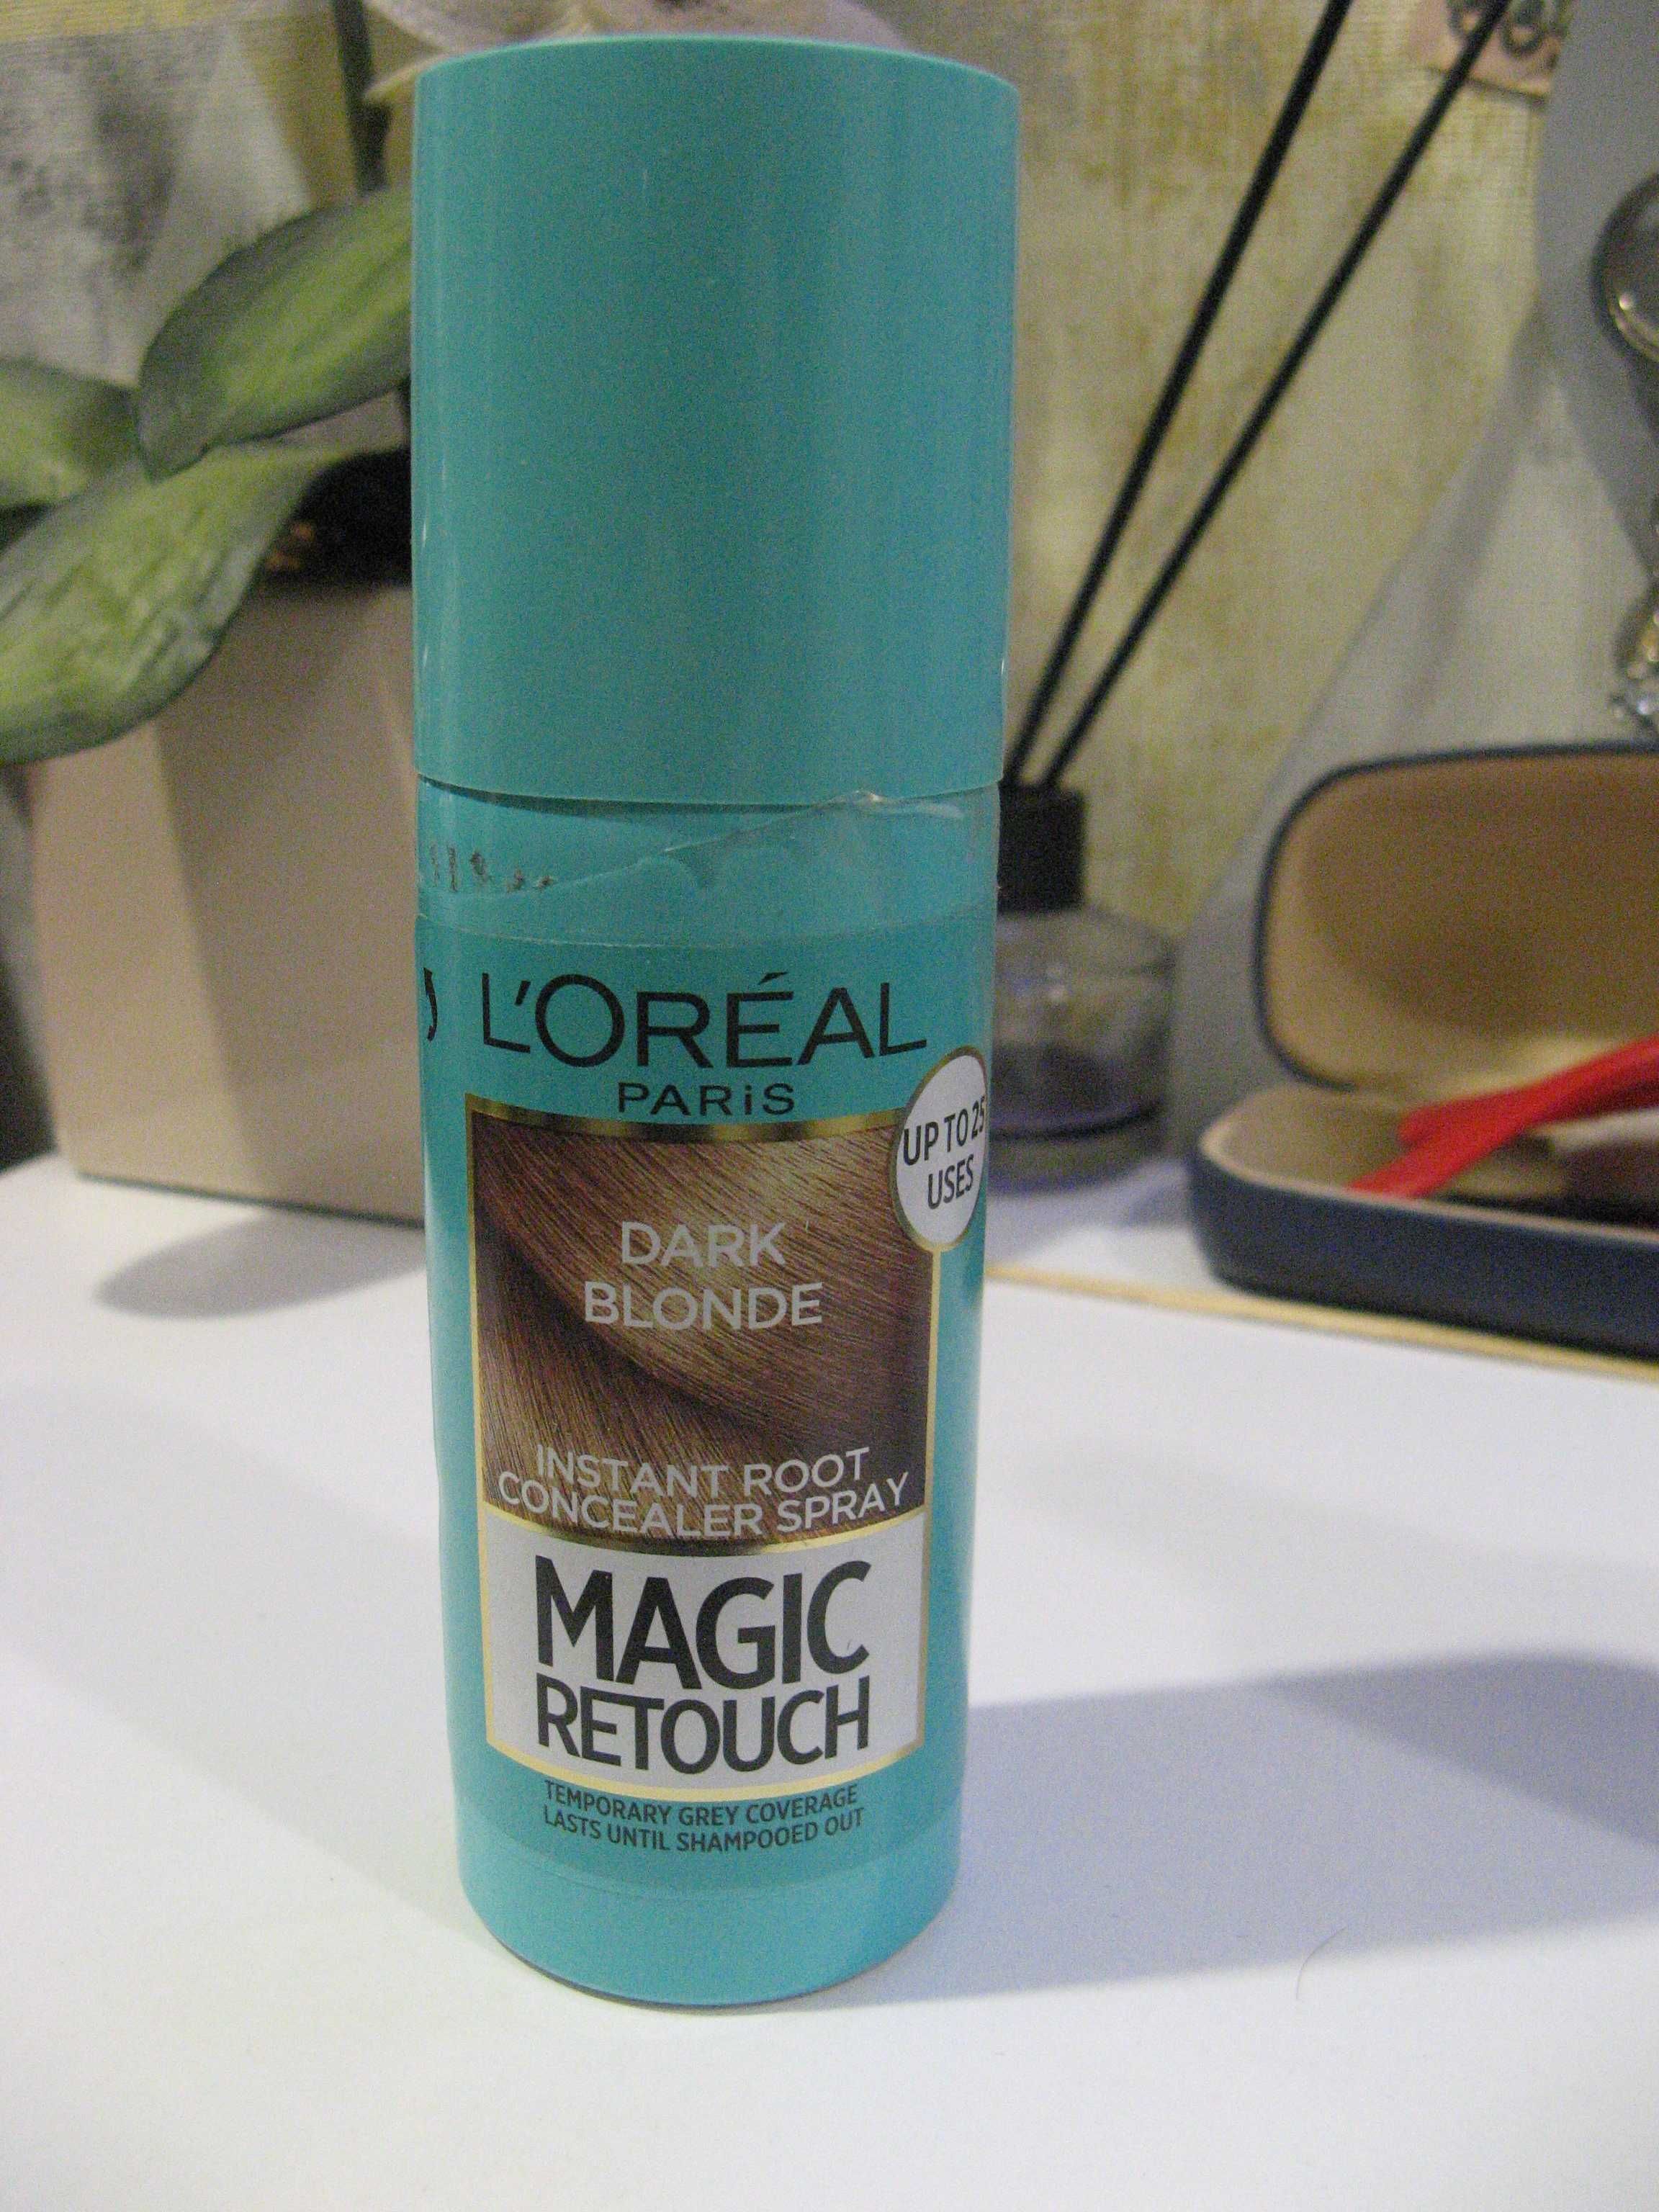 L'ORÉAL
PARiS
UP TO 25
USES
DARK
BLONDE
INSTANT ROOT
CONCEALER SPRAY
MAGIC
RETOUCH
TEMPORARY GREY COVERAGE
LASTS UNTIL SHAMPOOED OUT